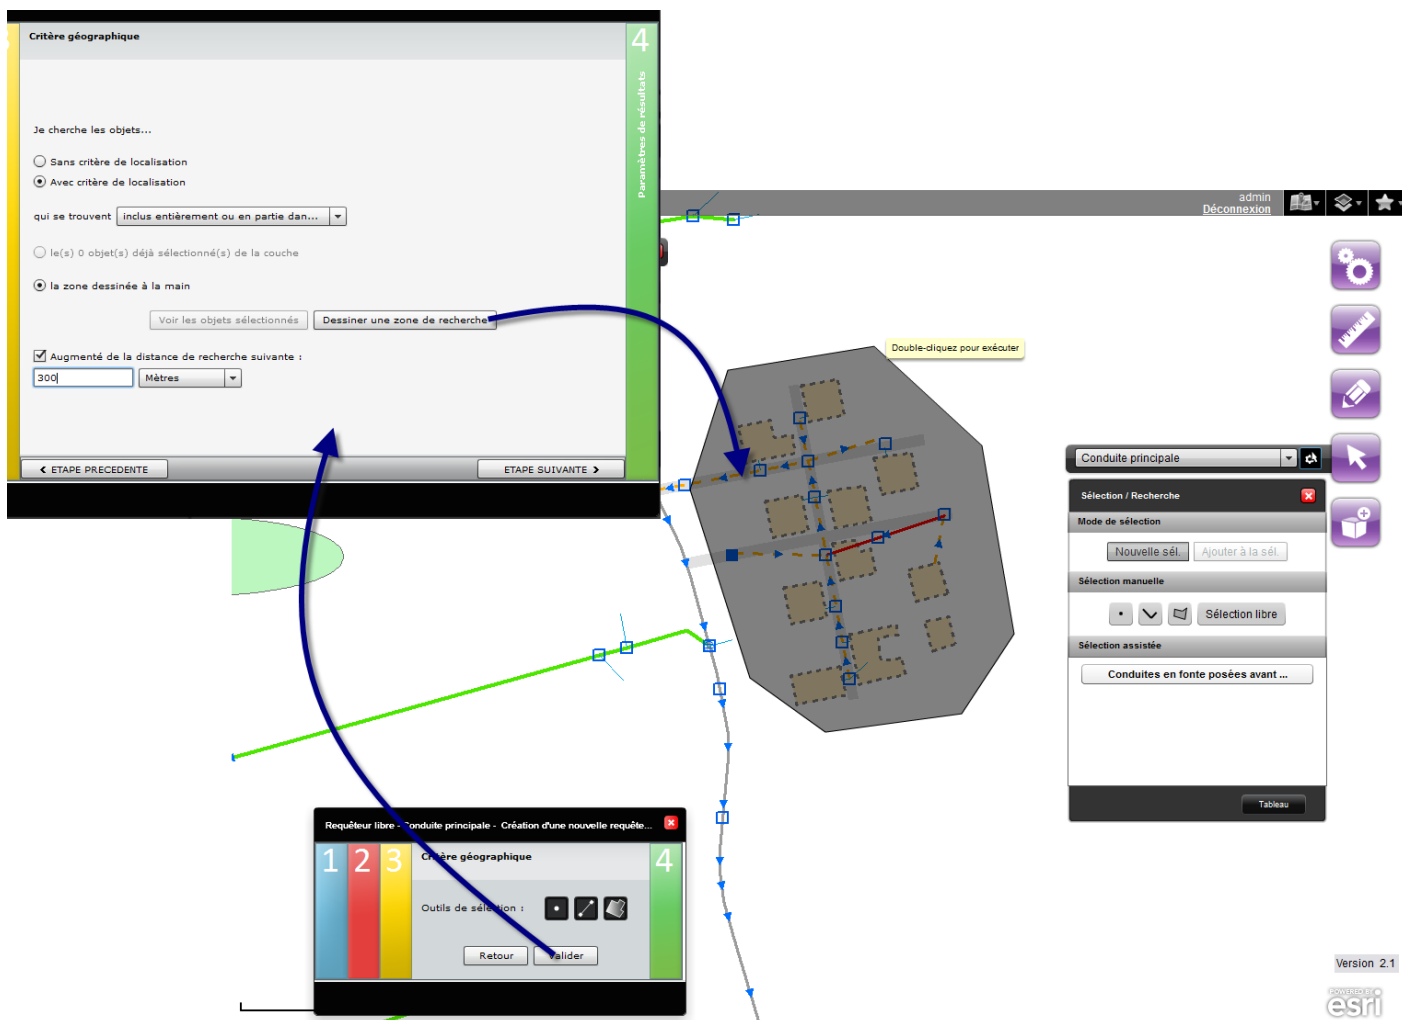 Critère géographique
4
Paramètres de résultats
Je cherche les objets...
Sans critère de localisation
Avec critère de localisation
qui se trouvent inclus entièrement ou en partie dan...
le(s) 0 objet(s) déjà sélectionné(s) de la couche
la zone dessinée à la main
Voir les objets sélectionnés Dessiner une zone de recherche
Augmenté de la distance de recherche suivante :
300 Mètres
ETAPE PRECEDENTE ETAPE SUIVANTE
admin
Déconnexion
Double-cliquez pour exécuter
Conduite principale
Sélection / Recherche
Mode de sélection
Nouvelle sél. Ajouter à la sél.
Sélection manuelle
Sélection libre
Sélection assistée
Conduites en fonte posées avant ...
Tableau
Requêteur libre - Conduite principale - Création d'une nouvelle requête...
1 2 3 Critère géographique 4
Outils de sélection :
Retour Valider
Version 2.1
POWERED BY
esri